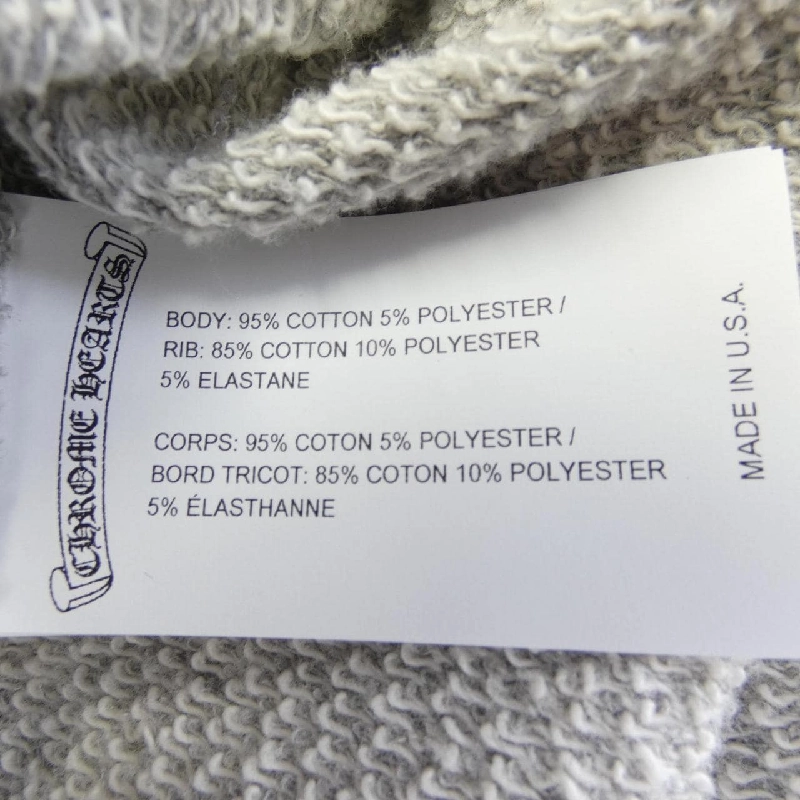 CHROME HEARTS
BODY: 95% COTTON 5% POLYESTER /
RIB: 85% COTTON 10% POLYESTER
5% ELASTANE
CORPS: 95% COTON 5% POLYESTER /
BORD TRICOT: 85% COTON 10% POLYESTER
5% ÉLASTHANNE
MADE IN U.S.A.